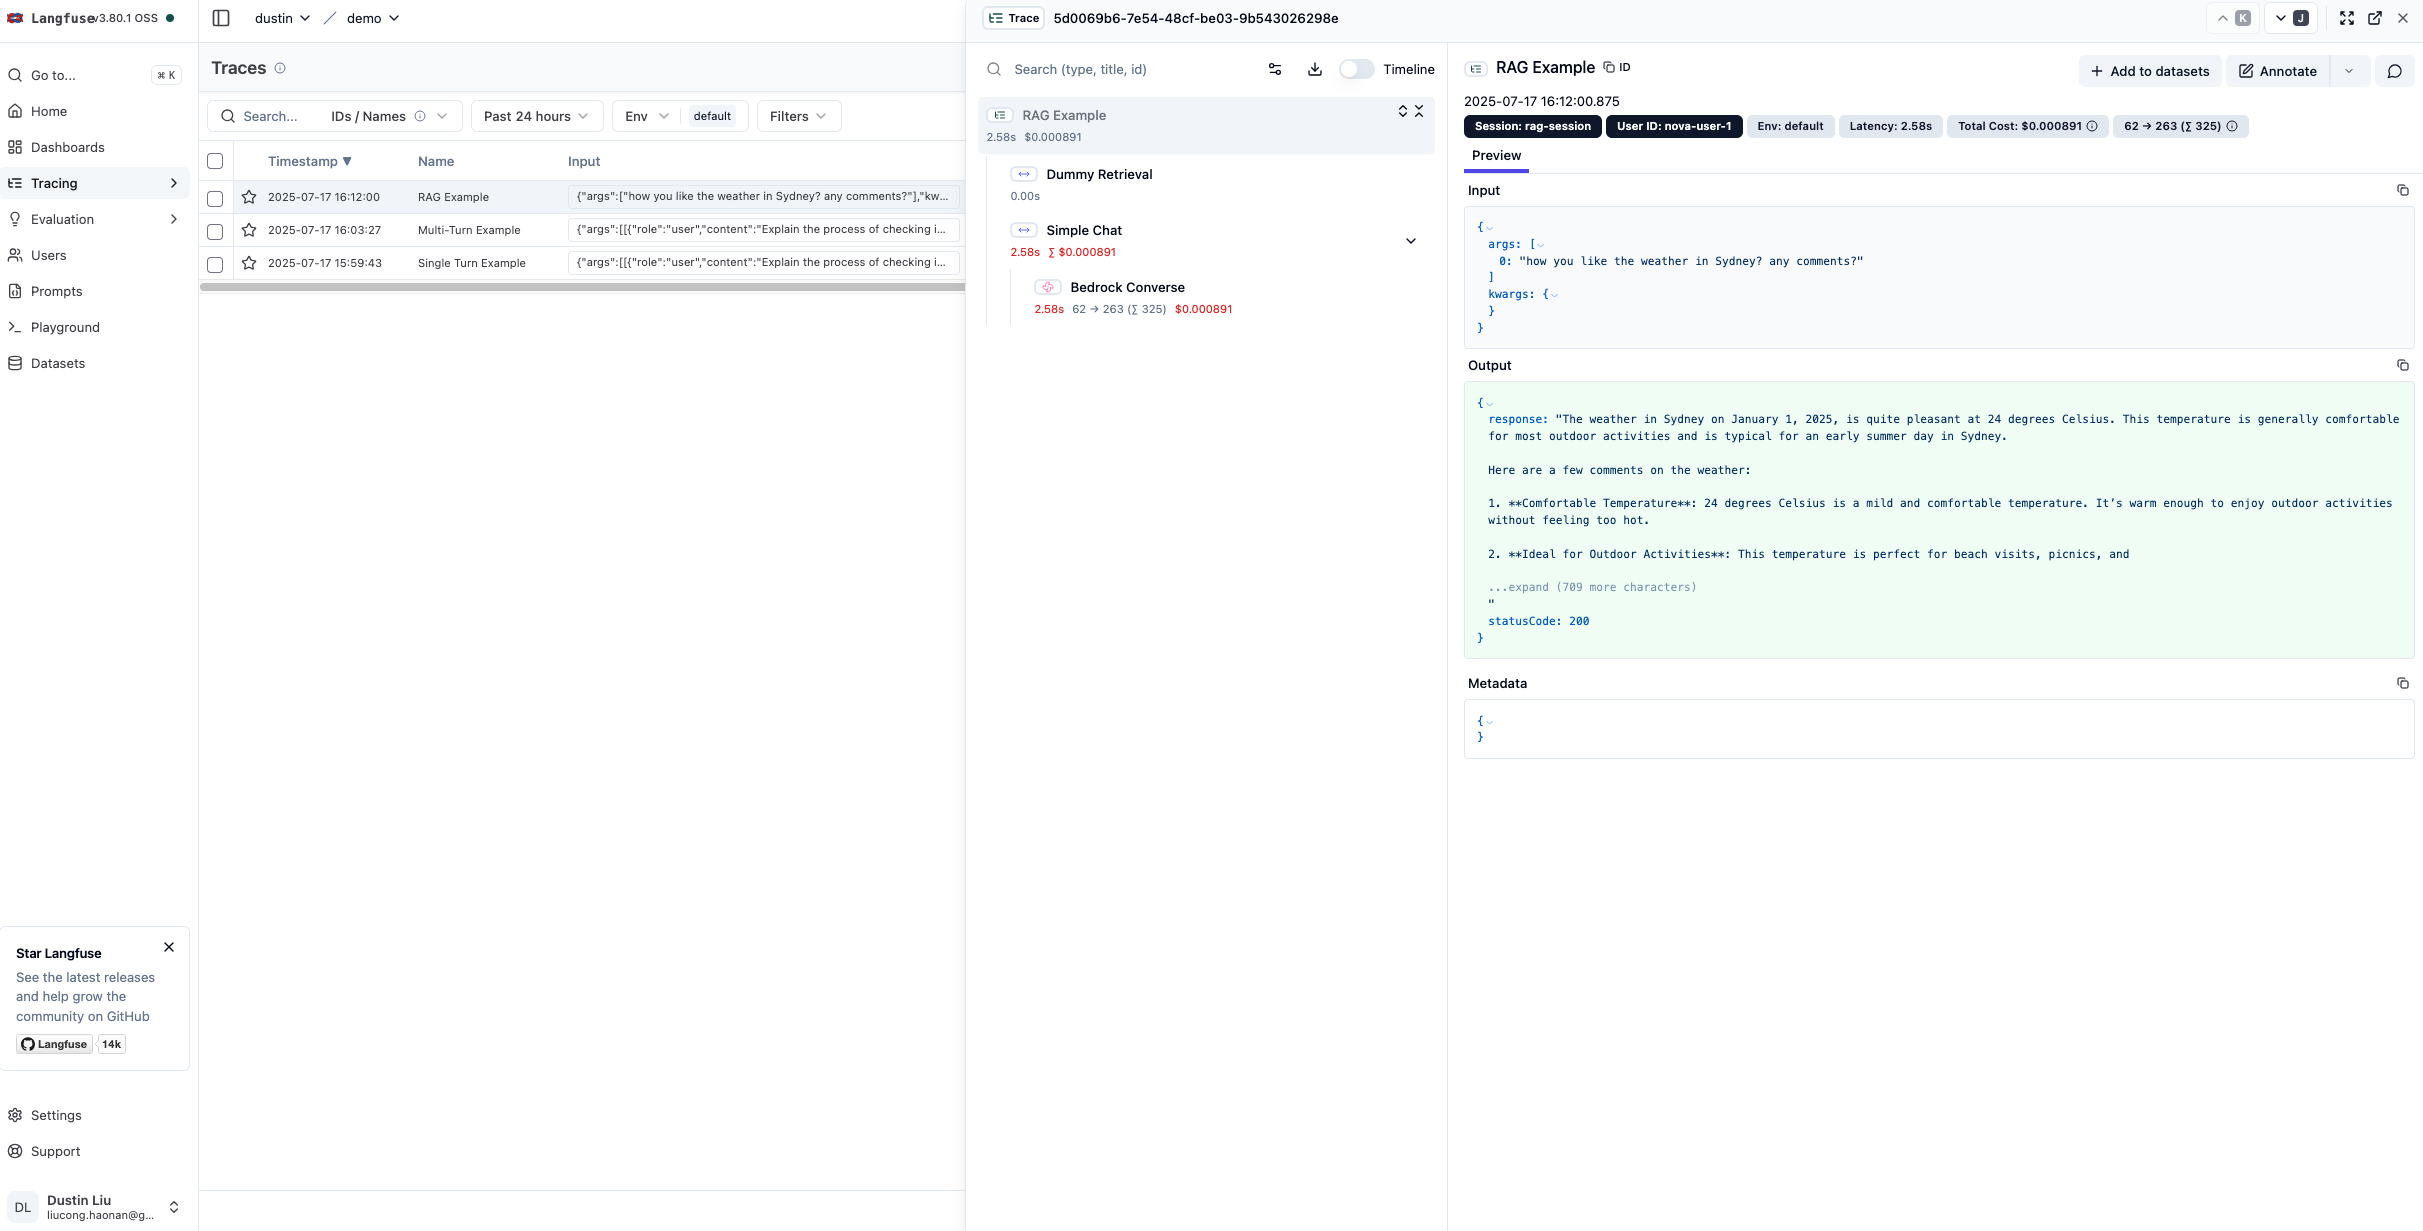 Langfuse v3.80.1 OSS
Go to... ⌘ K
Home
Dashboards
Tracing
Evaluation
Users
Prompts
Playground
Datasets
Star Langfuse
See the latest releases
and help grow the
community on GitHub
Langfuse 14k
Settings
Support
DL
Dustin Liu
liucong.haonan@g...
dustin / demo
Traces
Search... IDs / Names Past 24 hours Env default Filters
Timestamp ▼ Name Input
2025-07-17 16:12:00 RAG Example {"args":["how you like the weather in Sydney? any comments?"],"kw...
2025-07-17 16:03:27 Multi-Turn Example {"args":[[{"role":"user","content":"Explain the process of checking i...
2025-07-17 15:59:43 Single Turn Example {"args":[[{"role":"user","content":"Explain the process of checking i...
Trace 5d0069b6-7e54-48cf-be03-9b543026298e
K J
Search (type, title, id) Timeline
RAG Example
2.58s $0.000891
Dummy Retrieval
0.00s
Simple Chat
2.58s ∑ $0.000891
Bedrock Converse
2.58s 62 → 263 (∑ 325) $0.000891
RAG Example ID
+ Add to datasets Annotate
2025-07-17 16:12:00.875
Session: rag-session User ID: nova-user-1 Env: default Latency: 2.58s Total Cost: $0.000891 62 → 263 (∑ 325)
Preview
Input
{
args: [
0: "how you like the weather in Sydney? any comments?"
]
kwargs: {
}
}
Output
{
response: "The weather in Sydney on January 1, 2025, is quite pleasant at 24 degrees Celsius. This temperature is generally comfortable
for most outdoor activities and is typical for an early summer day in Sydney.
Here are a few comments on the weather:
1. **Comfortable Temperature**: 24 degrees Celsius is a mild and comfortable temperature. It’s warm enough to enjoy outdoor activities
without feeling too hot.
2. **Ideal for Outdoor Activities**: This temperature is perfect for beach visits, picnics, and
...expand (709 more characters)
"
statusCode: 200
}
Metadata
{
}